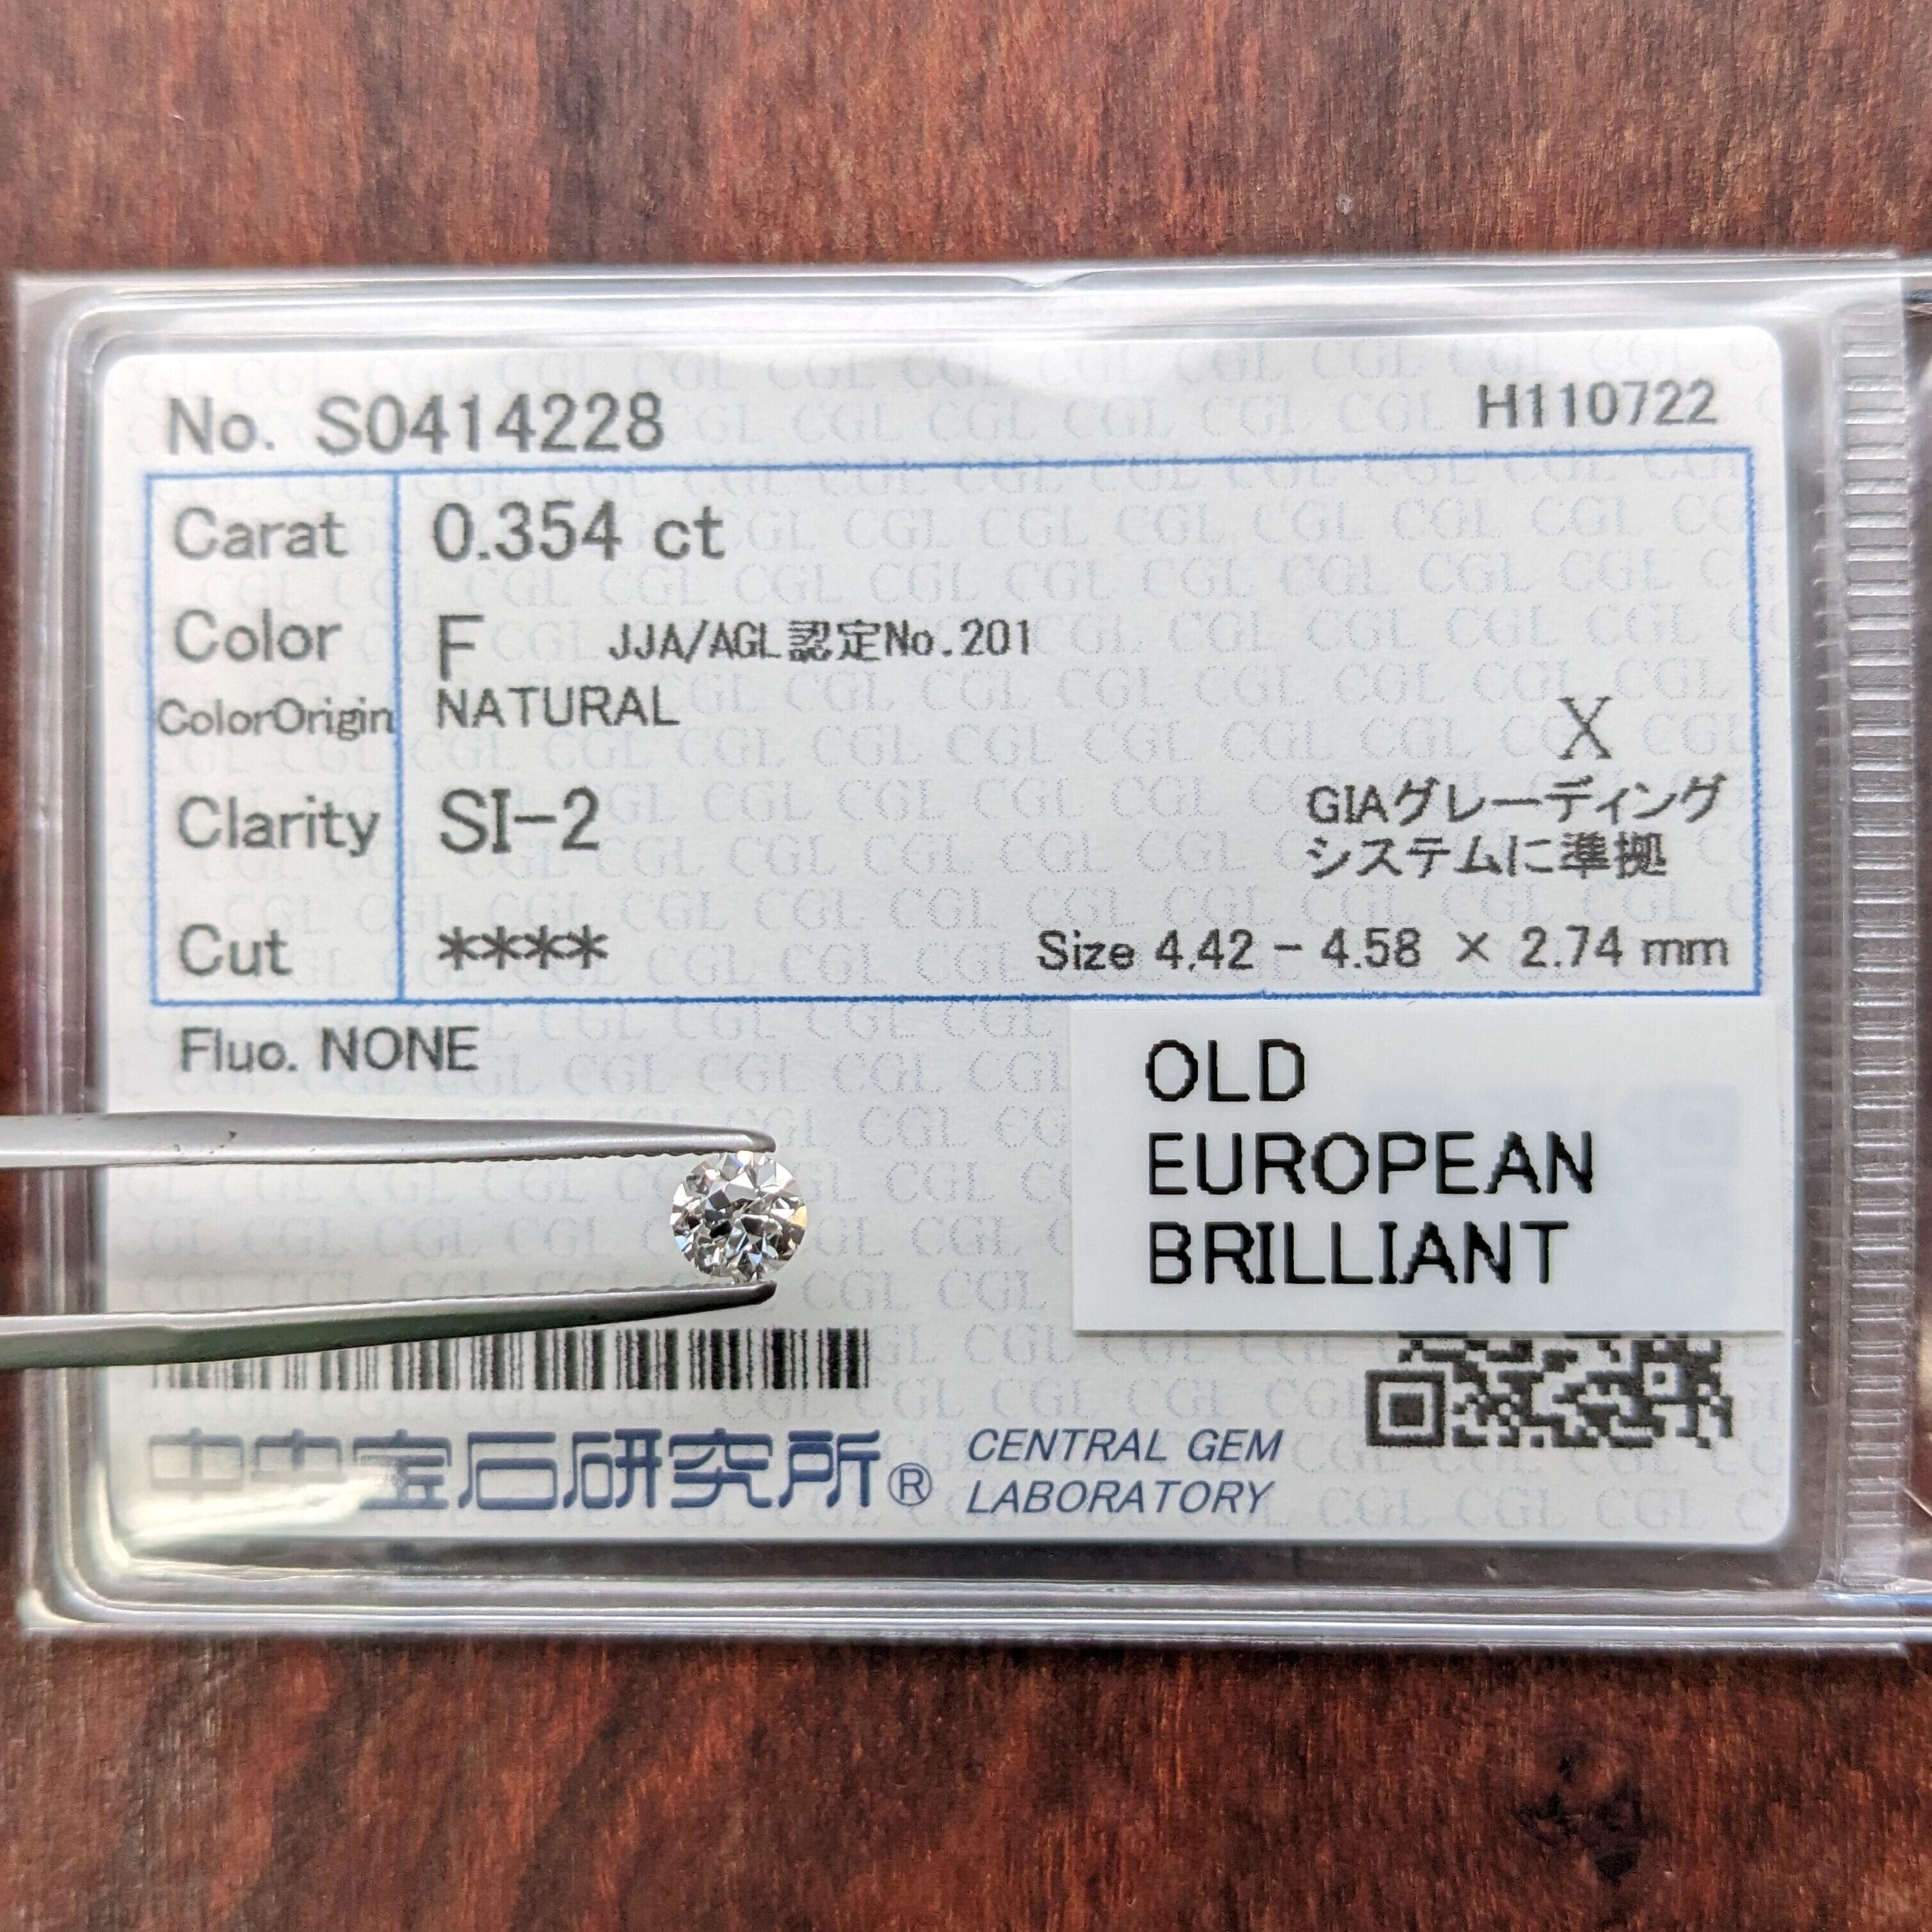 No. S0414228
H110722
Carat 0.354 ct
Color F JJA/AGL認定No.201
ColorOrigin NATURAL
X
Clarity SI-2
GIAグレーディング
システムに準拠
Cut ****
Size 4.42 - 4.58 × 2.74 mm
Fluo. NONE
OLD
EUROPEAN
BRILLIANT
中央宝石研究所®
CENTRAL GEM
LABORATORY